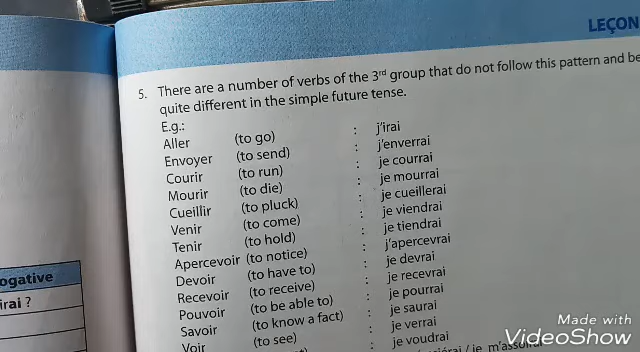 LEÇON
5. There are a number of verbs of the 3rd group that do not follow this pattern and be
quite different in the simple future tense.
E.g.:
Aller (to go) : j'irai
Envoyer (to send) : j'enverrai
Courir (to run) : je courrai
Mourir (to die) : je mourrai
Cueillir (to pluck) : je cueillerai
Venir (to come) : je viendrai
Tenir (to hold) : je tiendrai
Apercevoir (to notice) : j'apercevrai
Devoir (to have to) : je devrai
Recevoir (to receive) : je recevrai
Pouvoir (to be able to) : je pourrai
Savoir (to know a fact) : je saurai
Voir (to see) : je verrai
: je voudrai
/ je
ogative
irai ?
Made with
VideoShow